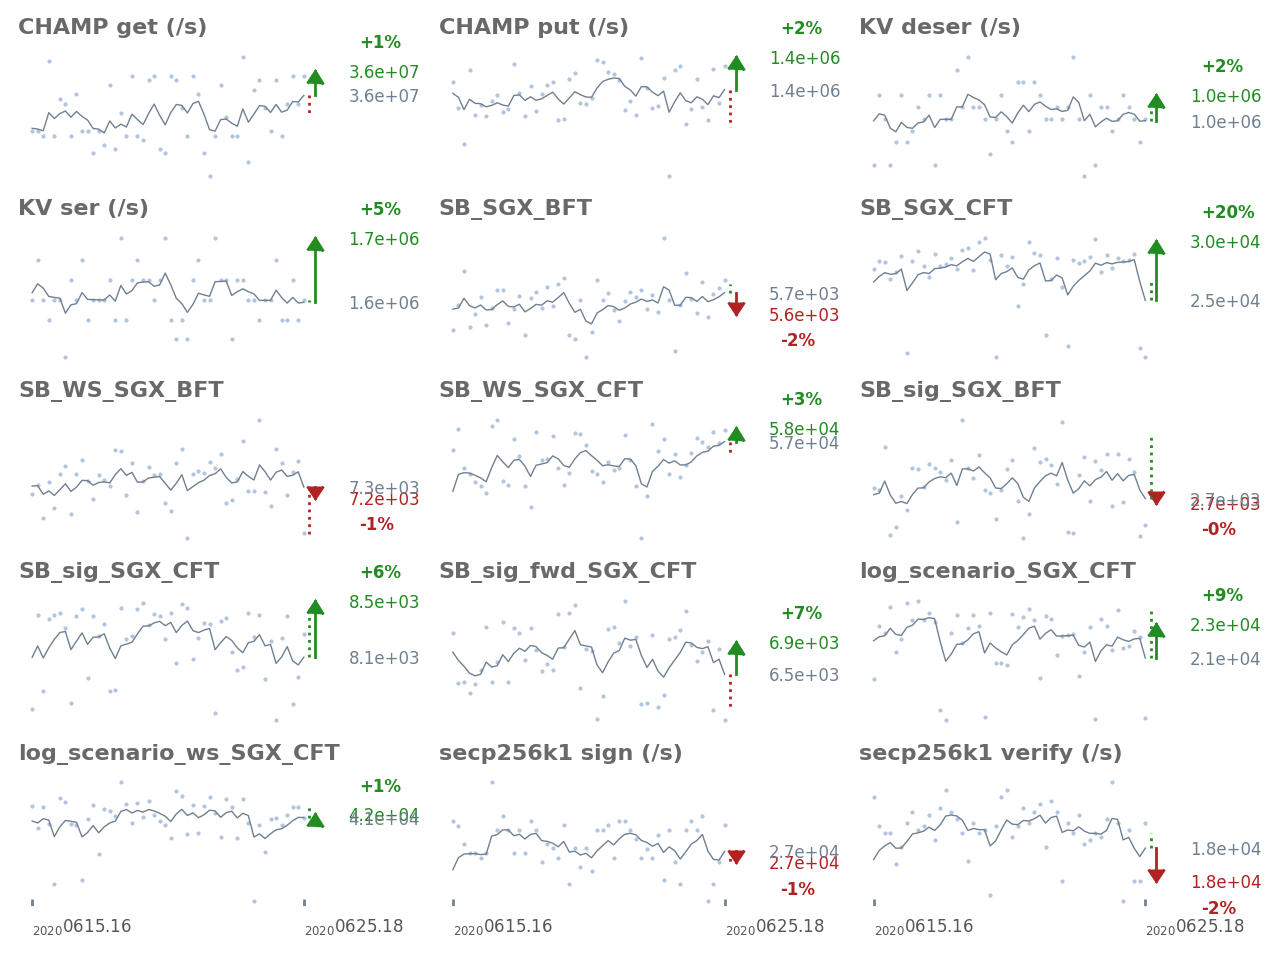 CHAMP get (/s)
+1%
3.6e+07
3.6e+07
CHAMP put (/s)
+2%
1.4e+06
1.4e+06
KV deser (/s)
+2%
1.0e+06
1.0e+06
KV ser (/s)
+5%
1.7e+06
1.6e+06
SB_SGX_BFT
5.7e+03
5.6e+03
-2%
SB_SGX_CFT
+20%
3.0e+04
2.5e+04
SB_WS_SGX_BFT
7.3e+03
7.2e+03
-1%
SB_WS_SGX_CFT
+3%
5.8e+04
5.7e+04
SB_sig_SGX_BFT
2.7e+03
2.7e+03
-0%
SB_sig_SGX_CFT
+6%
8.5e+03
8.1e+03
SB_sig_fwd_SGX_CFT
+7%
6.9e+03
6.5e+03
log_scenario_SGX_CFT
+9%
2.3e+04
2.1e+04
log_scenario_ws_SGX_CFT
+1%
4.2e+04
4.1e+04
secp256k1 sign (/s)
2.7e+04
2.7e+04
-1%
secp256k1 verify (/s)
1.8e+04
1.8e+04
-2%
20200615.16
20200625.18
20200615.16
20200625.18
20200615.16
20200625.18